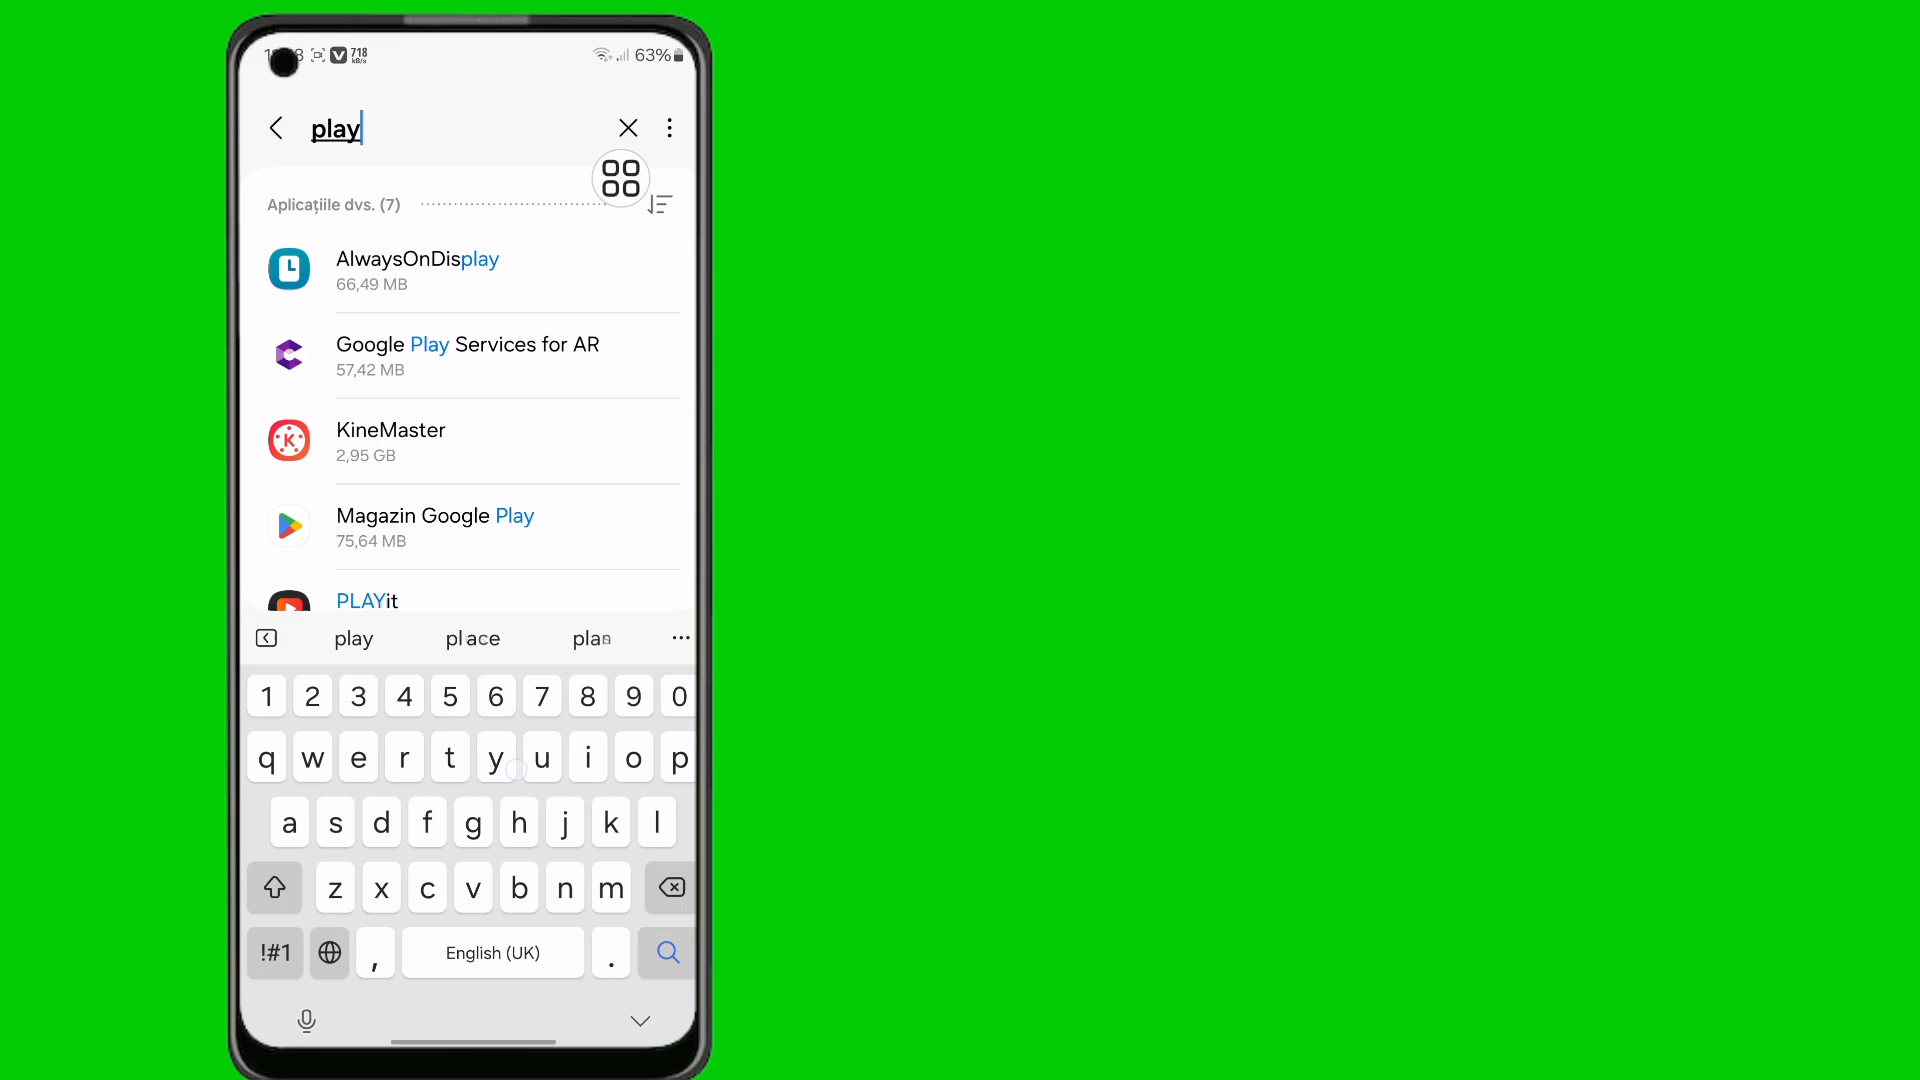 718
KB/s
63%
play
Aplicațiile dvs. (7)
AlwaysOnDisplay
66,49 MB
Google Play Services for AR
57,42 MB
KineMaster
2,95 GB
Magazin Google Play
75,64 MB
PLAYit
play place plan
1 2 3 4 5 6 7 8 9 0
q w e r t y u i o p
a s d f g h j k l
z x c v b n m
!#1 , English (UK) .